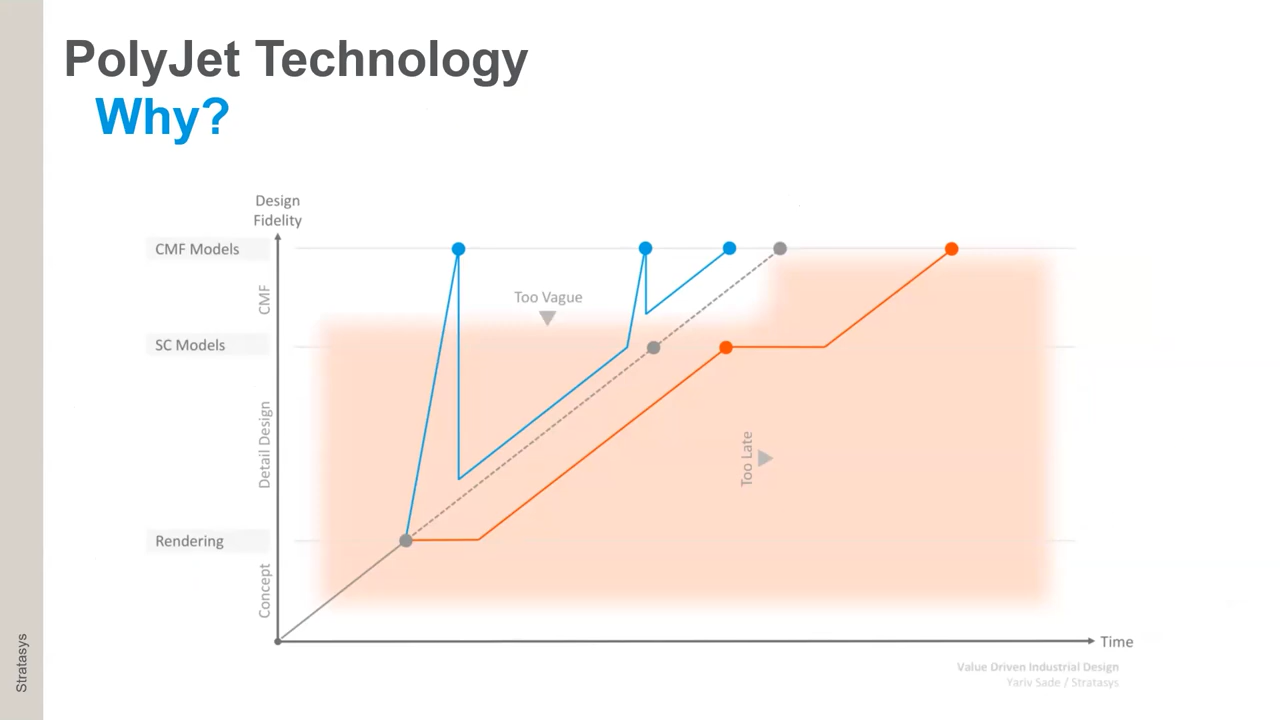 PolyJet Technology
Why?
Design
Fidelity
CMF Models
CMF
Too Vague
SC Models
Detail Design
Too Late
Rendering
Concept
Time
Value Driven Industrial Design
Yariv Sade / Stratasys
Stratasys